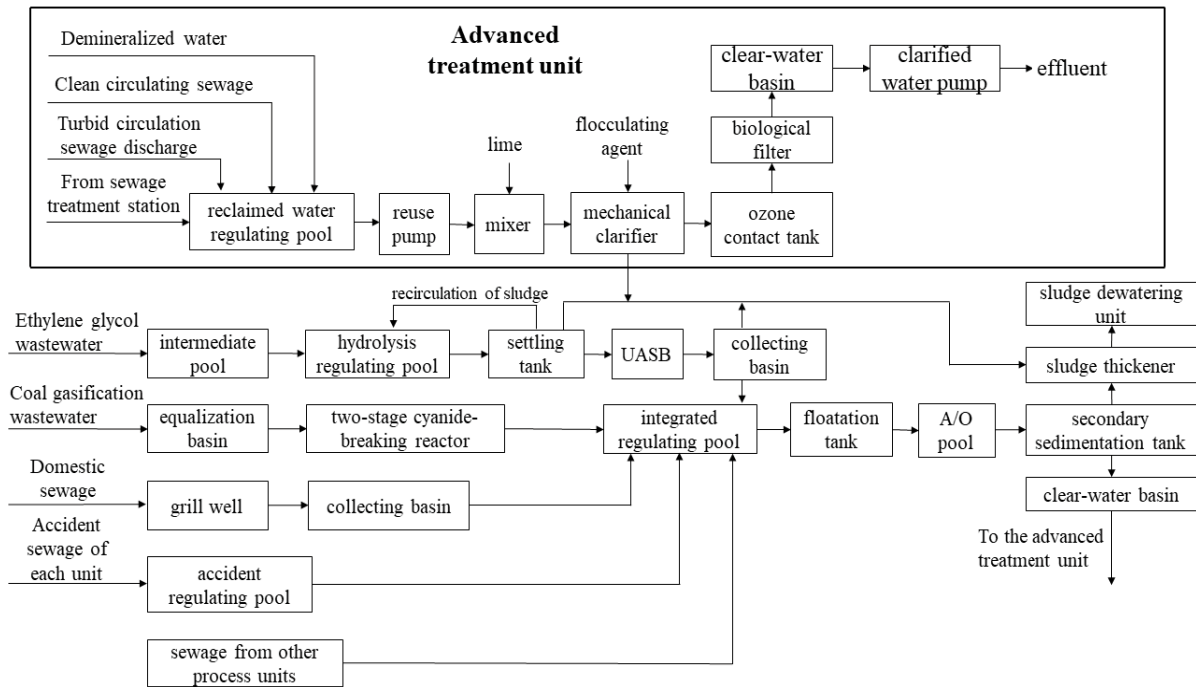 Demineralized water
Clean circulating sewage
Turbid circulation
sewage discharge
From sewage
treatment station
reclaimed water
regulating pool
reuse
pump
lime
mixer
flocculating
agent
mechanical
clarifier
ozone
contact tank
biological
filter
clear-water
basin
clarified
water pump
effluent
Advanced
treatment unit
recirculation of sludge
Ethylene glycol
wastewater
intermediate
pool
hydrolysis
regulating pool
settling
tank
UASB
collecting
basin
sludge dewatering
unit
sludge thickener
Coal gasification
wastewater
equalization
basin
two-stage cyanide-
breaking reactor
integrated
regulating pool
floatation
tank
A/O
pool
secondary
sedimentation tank
Domestic
sewage
grill well
collecting basin
clear-water basin
To the advanced
treatment unit
Accident
sewage of
each unit
accident
regulating pool
sewage from other
process units